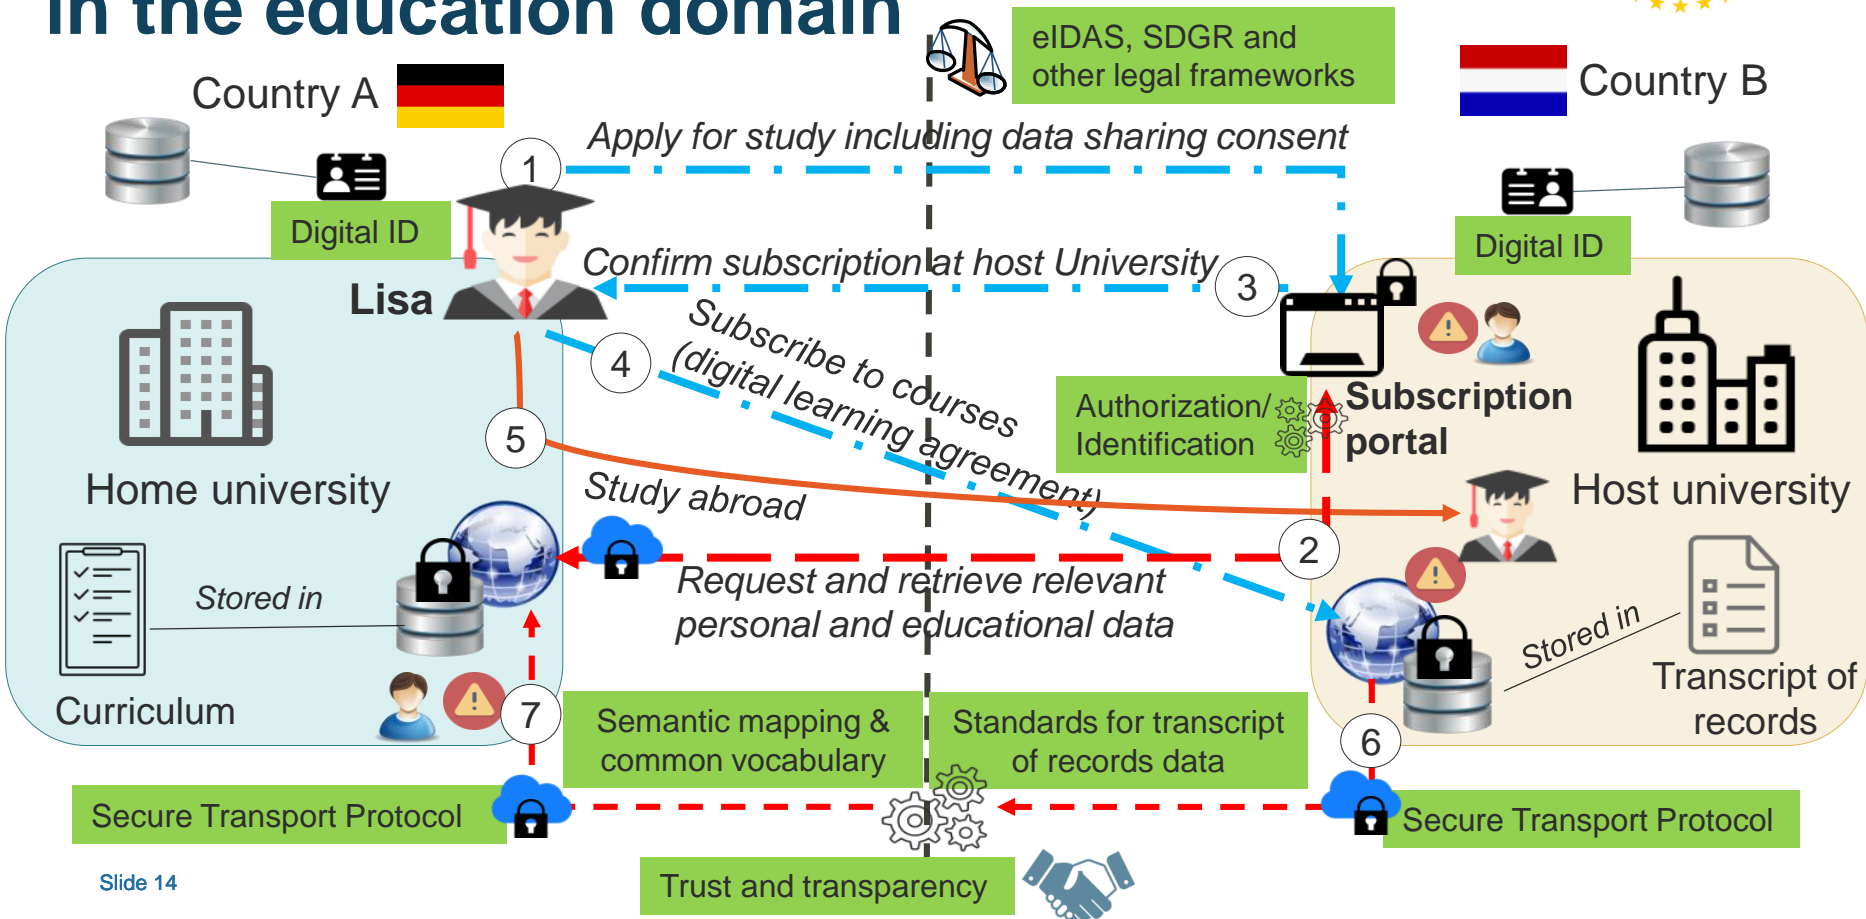 in the education domain
eIDAS, SDGR and
other legal frameworks
Country A
Country B
Apply for study including data sharing consent
1
Digital ID
Digital ID
Confirm subscription at host University
3
Lisa
4
Subscribe to courses
(digital learning agreement)
Authorization/
Identification
Subscription
portal
5
Home university
Study abroad
Host university
2
Request and retrieve relevant
personal and educational data
Stored in
Stored in
Curriculum
Transcript of
records
7
Semantic mapping &
common vocabulary
Standards for transcript
of records data
6
Secure Transport Protocol
Secure Transport Protocol
Slide 14
Trust and transparency